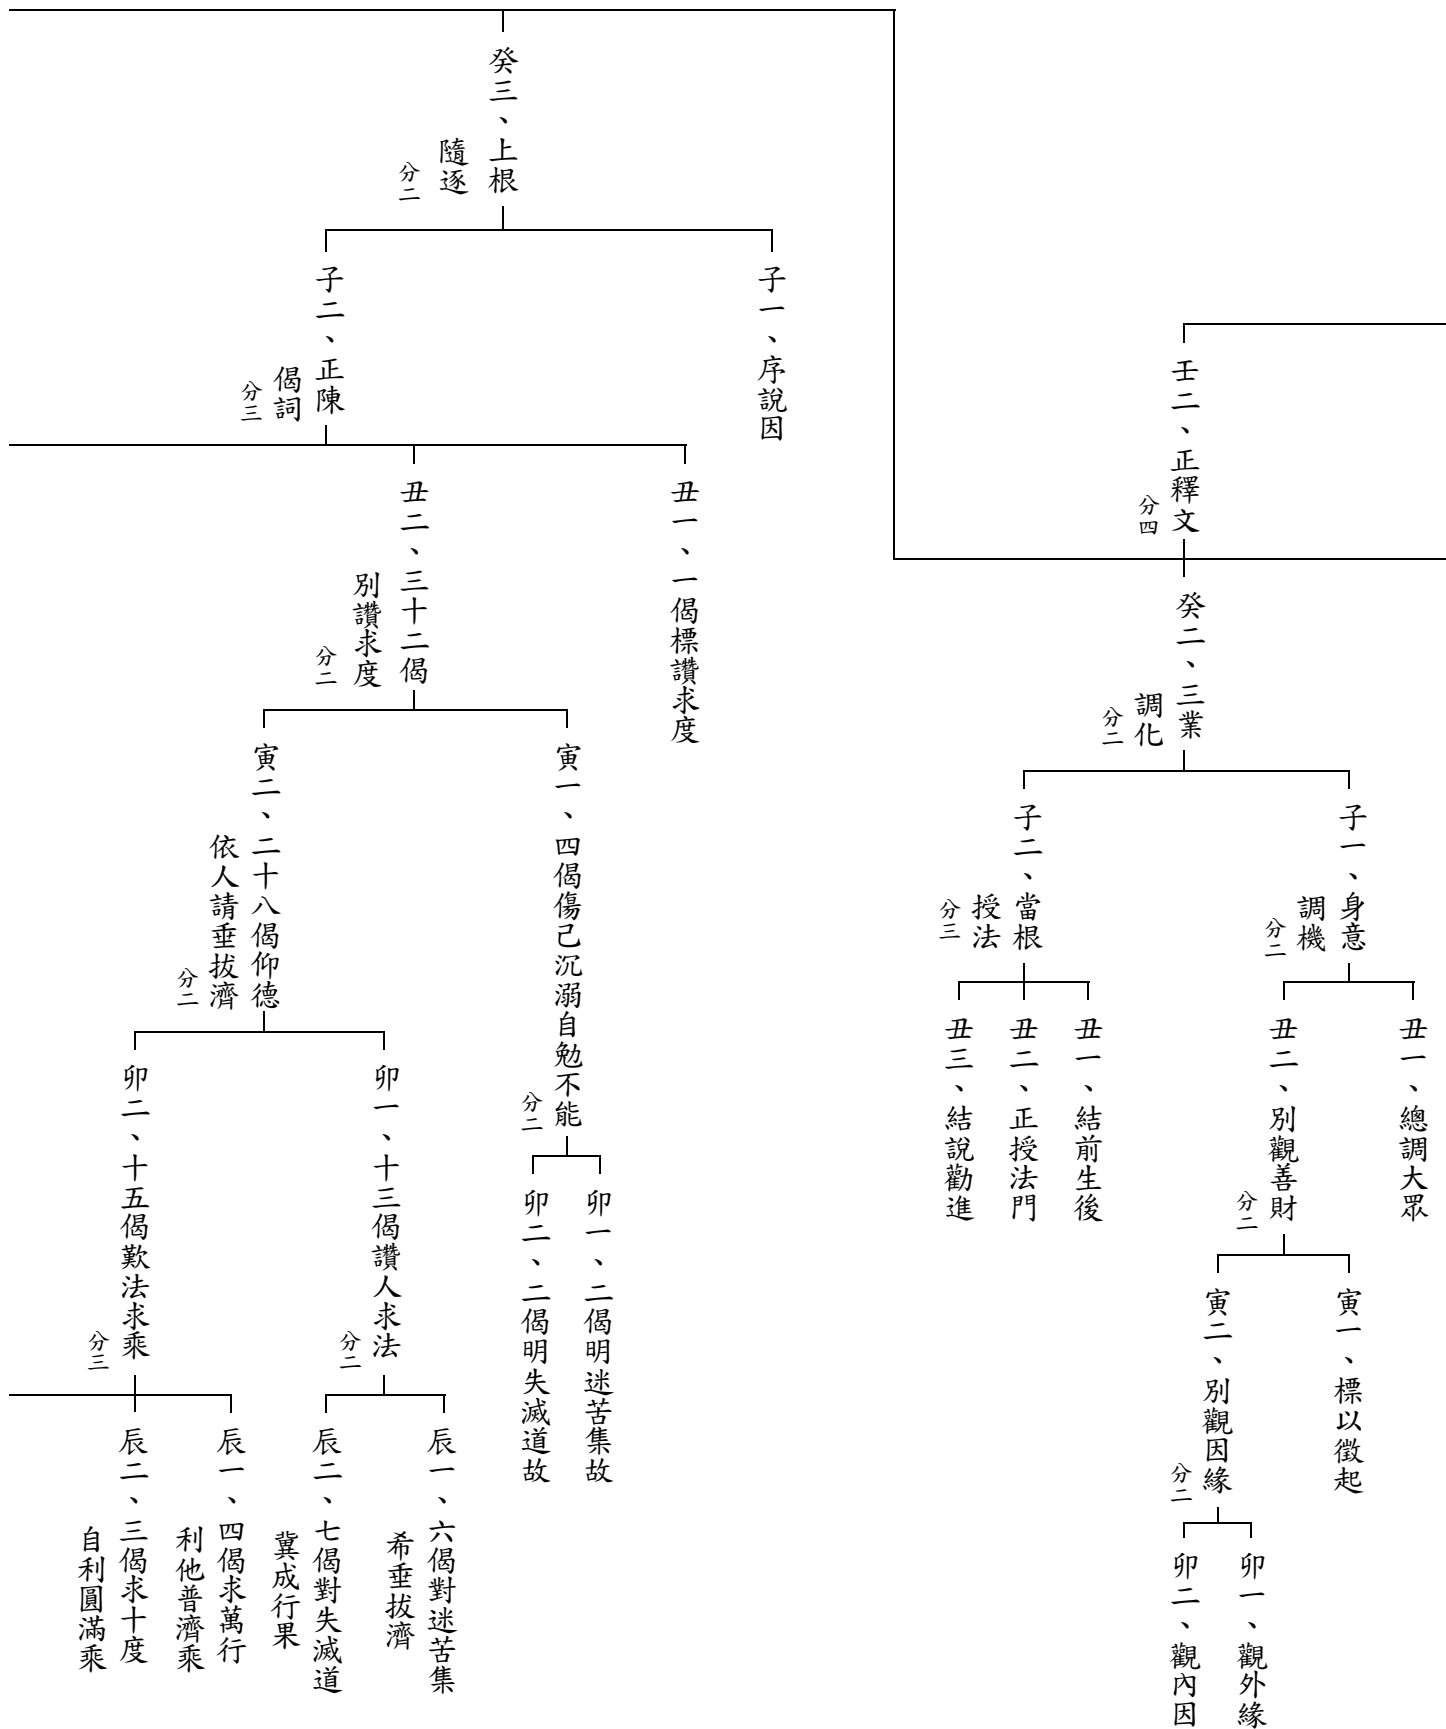 壬二、正釋文
分四
癸二、三業
調化
分二
子一、身意
調機
分二
丑一、總調大眾
丑二、別觀善財
分二
寅一、標以徵起
寅二、別觀因緣
分二
卯一、觀外緣
卯二、觀內因
子二、當根
授法
分三
丑一、結前生後
丑二、正授法門
丑三、結說勸進
癸三、上根
隨逐
分二
子一、序說因
子二、正陳
偈詞
分三
丑一、一偈標讚求度
丑二、三十二偈
別讚求度
分二
寅一、四偈傷己沉溺自勉不能
分二
卯一、二偈明迷苦集故
卯二、二偈明失滅道故
寅二、二十八偈仰德
依人請垂拔濟
分二
卯一、十三偈讚人求法
分二
辰一、六偈對迷苦集
希垂拔濟
辰二、七偈對失滅道
冀成行果
卯二、十五偈歎法求乘
分三
辰一、四偈求萬行
利他普濟乘
辰二、三偈求十度
自利圓滿乘